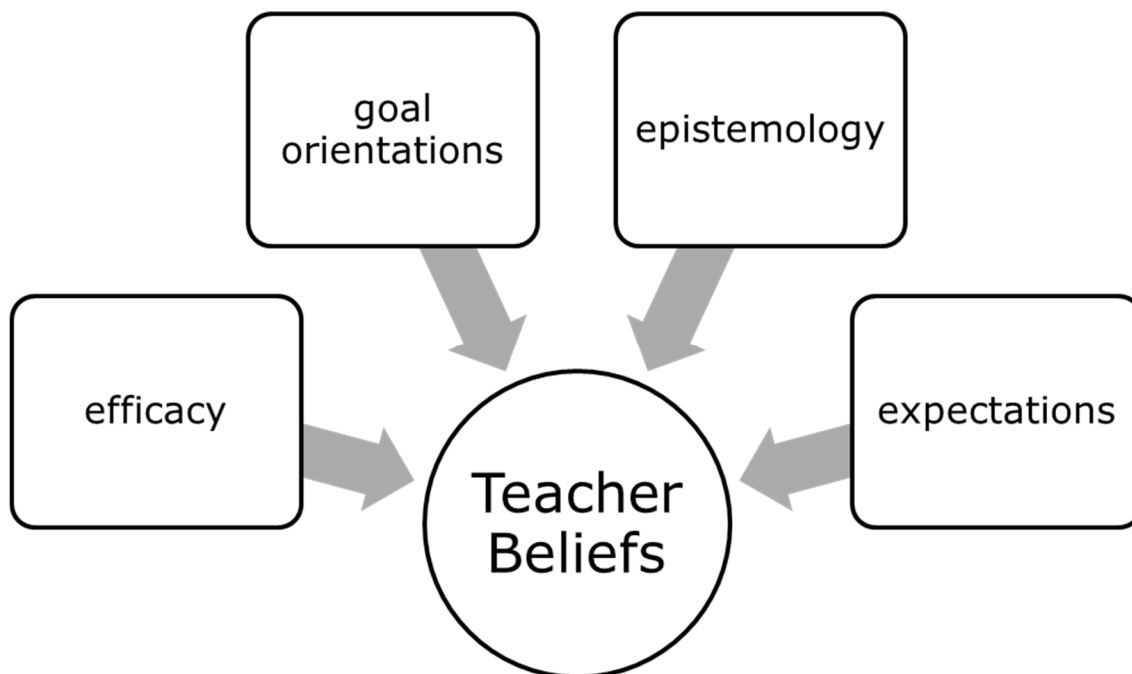 goal
orientations
epistemology
efficacy
expectations
Teacher
Beliefs